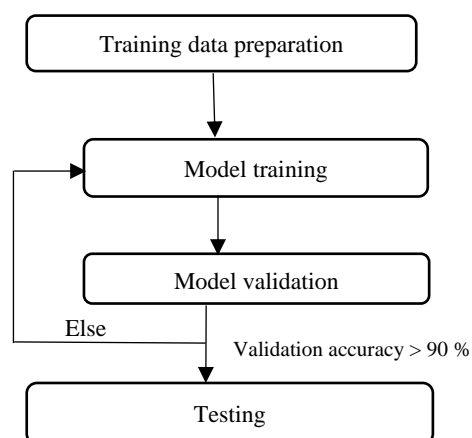 Training data preparation
Model training
Model validation
Else
Validation accuracy > 90 %
Testing